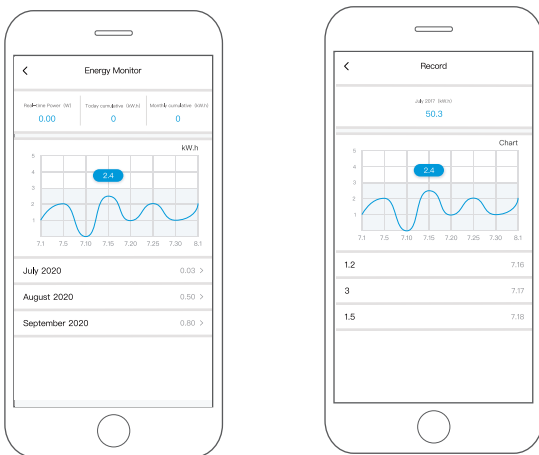 Energy Monitor
Real-time Power (W) Today cumulative (kW.h) Monthly cumulative (kW.h)
0.00 0 0
kW.h
5
4
3
2
1
2.4
7.1 7.5 7.10 7.15 7.20 7.25 7.30 8.1
July 2020 0.03 >
August 2020 0.50 >
September 2020 0.80 >
Record
July 2017 (kW.h)
50.3
Chart
5
4
3
2
1
2.4
7.1 7.5 7.10 7.15 7.20 7.25 7.30 8.1
1.2 7.16
3 7.17
1.5 7.18